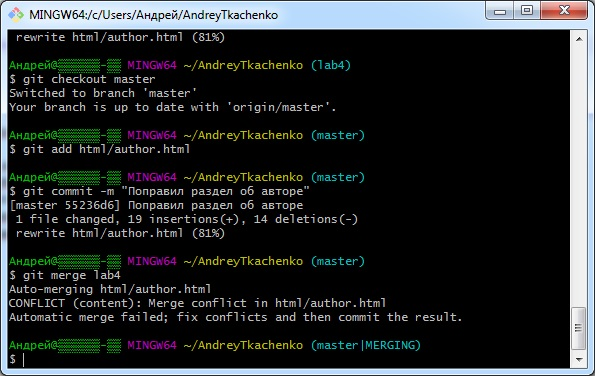 MINGW64:/c/Users/Андрей/AndreyTkachenko
rewrite html/author.html (81%)
Андрей@ MINGW64 ~/AndreyTkachenko (lab4)
$ git checkout master
Switched to branch 'master'
Your branch is up to date with 'origin/master'.
Андрей@ MINGW64 ~/AndreyTkachenko (master)
$ git add html/author.html
Андрей@ MINGW64 ~/AndreyTkachenko (master)
$ git commit -m "Поправил раздел об авторе"
[master 55236d6] Поправил раздел об авторе
1 file changed, 19 insertions(+), 14 deletions(-)
rewrite html/author.html (81%)
Андрей@ MINGW64 ~/AndreyTkachenko (master)
$ git merge lab4
Auto-merging html/author.html
CONFLICT (content): Merge conflict in html/author.html
Automatic merge failed; fix conflicts and then commit the result.
Андрей@ MINGW64 ~/AndreyTkachenko (master|MERGING)
$